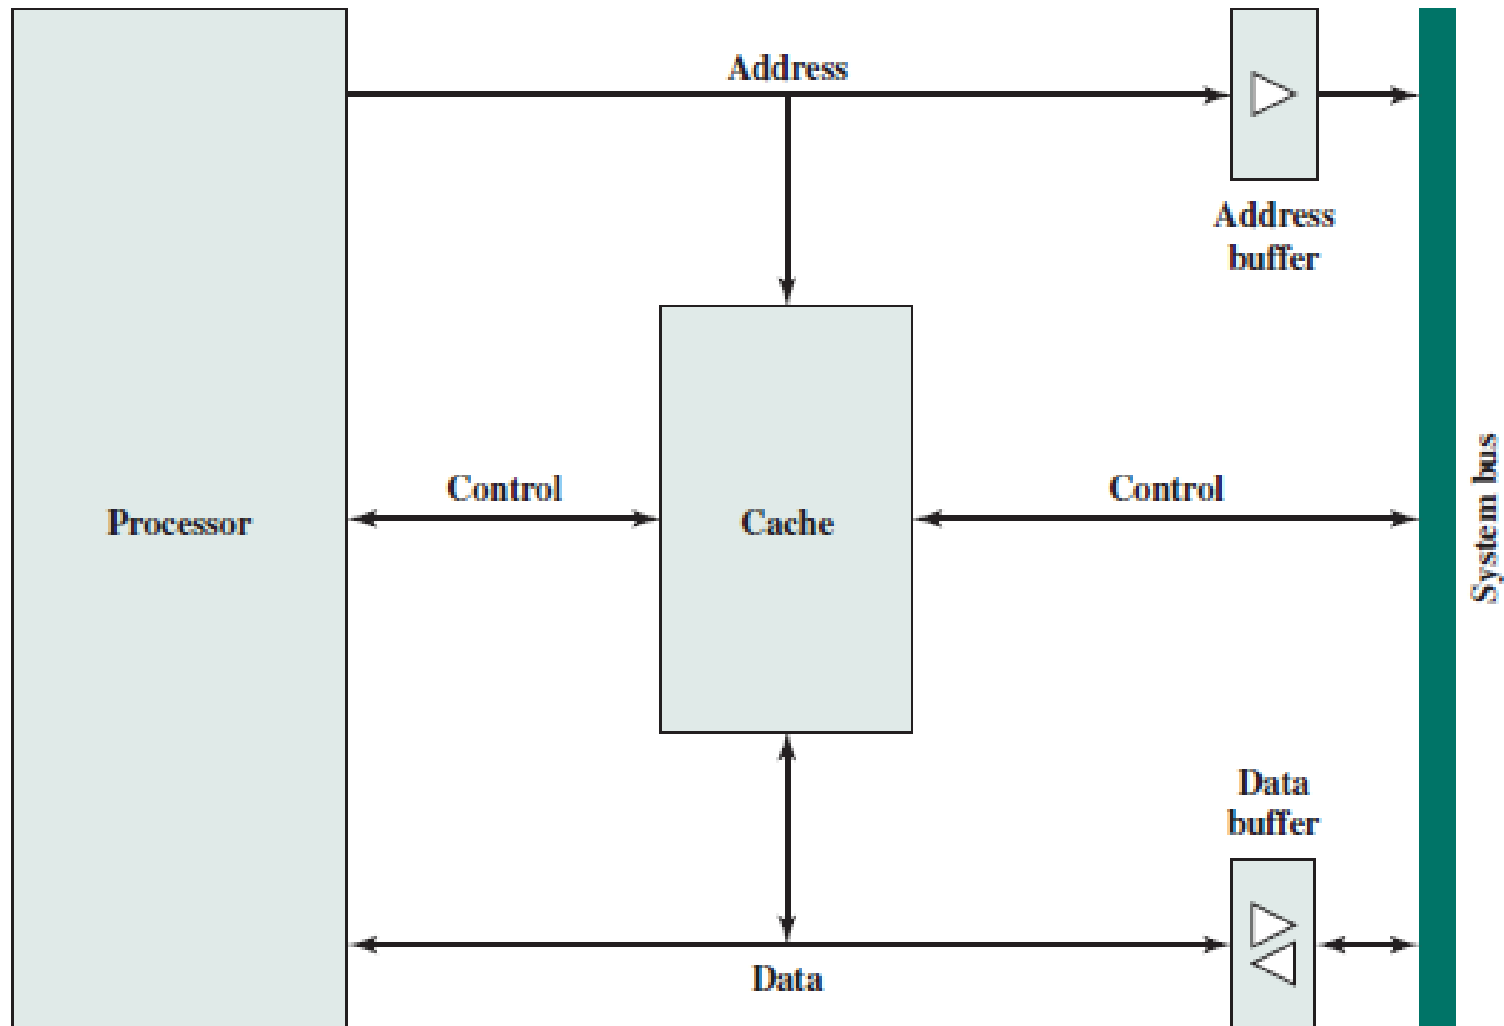 Address
Address
buffer
Control
Control
Processor
Cache
System bus
Data
buffer
Data